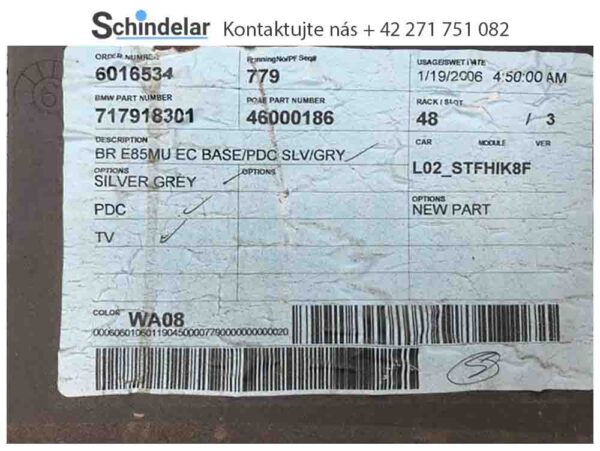 Schindelar Kontaktujte nás + 42 271 751 082
ORDER NUMBER RunningNo/PF Seq# USAGE/SWET DATE
6016534 779 1/19/2006 4:50:00 AM
BMW PART NUMBER POAE PART NUMBER RACK / SLOT
717918301 46000186 48 / 3
DESCRIPTION CAR MODULE VER
BR E85MU EC BASE/PDC SLV/GRY L02_STFHIK8F
OPTIONS OPTIONS OPTIONS
SILVER GREY
PDC NEW PART
TV
COLOR WA08